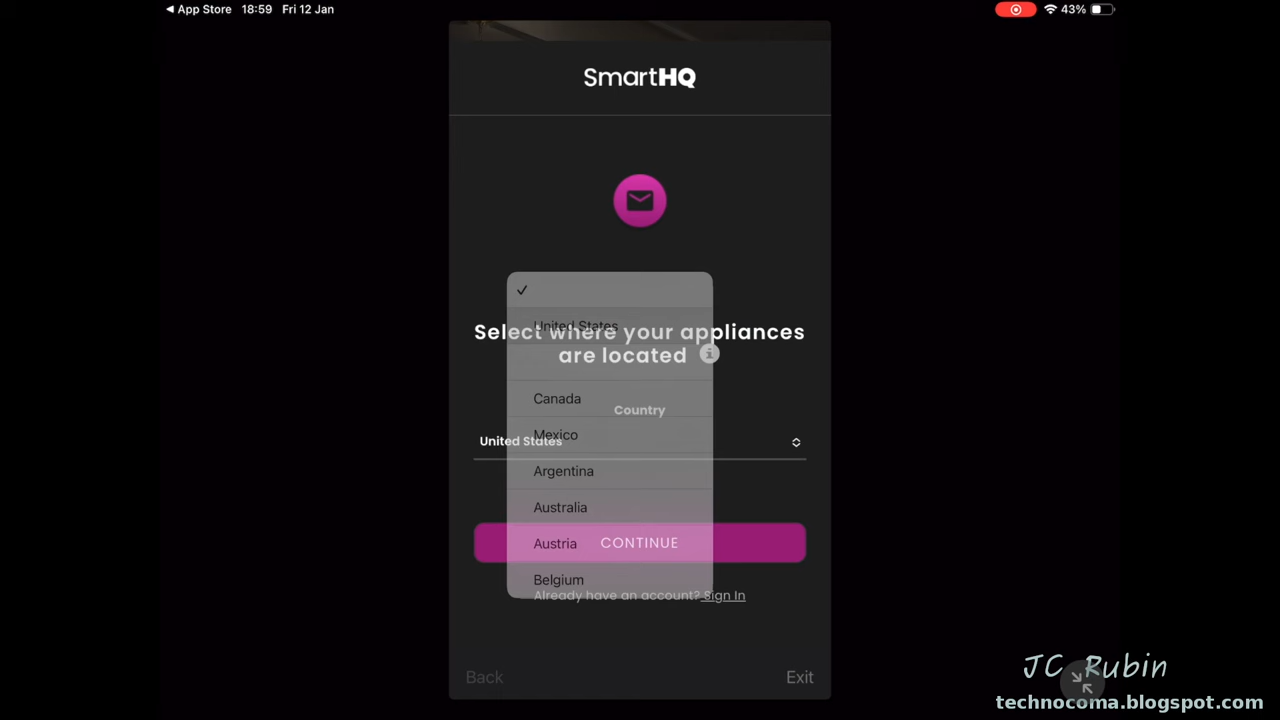 App Store 18:59 Fri 12 Jan 43%
SmartHQ
United States
Select where your appliances
are located
Canada
Country
Mexico
United States
Argentina
Australia
Austria
CONTINUE
Belgium
Already have an account? Sign In
Back
Exit
JC Rubin
technocoma.blogspot.com